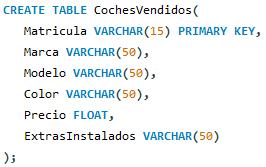 CREATE TABLE CochesVendidos(
Matricula VARCHAR(15) PRIMARY KEY,
Marca VARCHAR(50),
Modelo VARCHAR(50),
Color VARCHAR(50),
Precio FLOAT,
ExtrasInstalados VARCHAR(50)
);